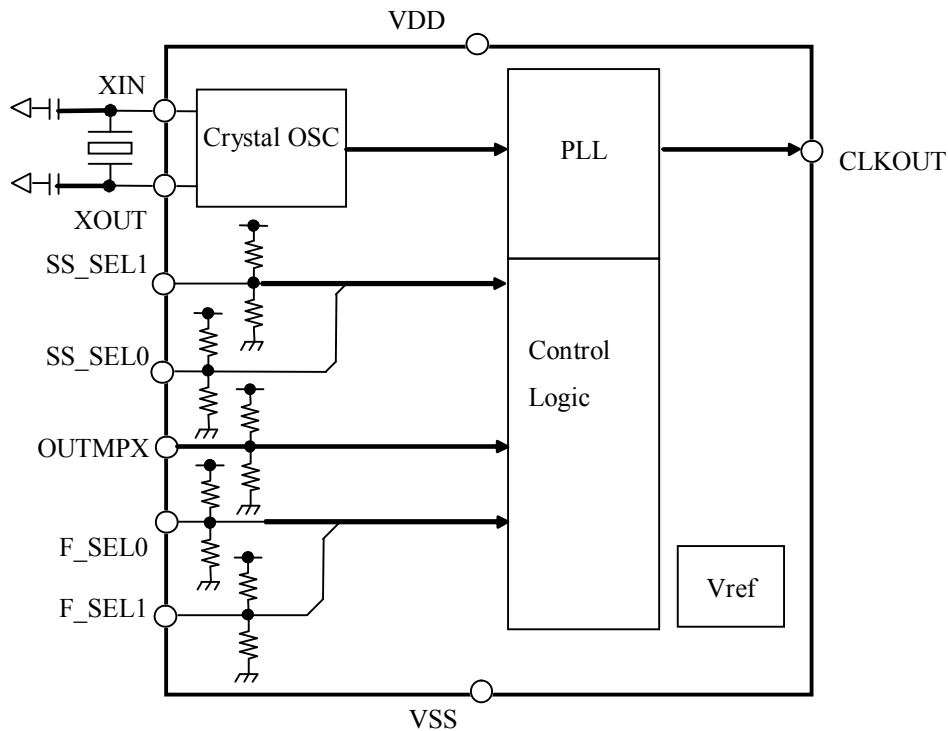 VDD
XIN
Crystal OSC
PLL
CLKOUT
XOUT
SS_SEL1
SS_SEL0
Control
Logic
OUTMPX
F_SEL0
F_SEL1
Vref
VSS